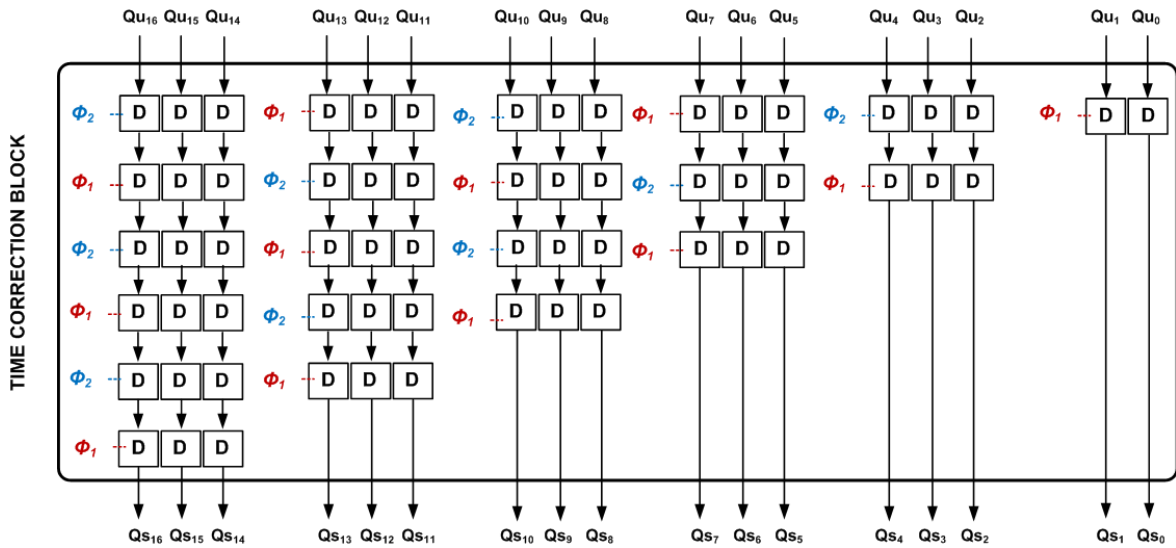 Qu16 Qu15 Qu14 Qu13 Qu12 Qu11 Qu10 Qu9 Qu8 Qu7 Qu6 Qu5 Qu4 Qu3 Qu2 Qu1 Qu0
Φ2 D D D Φ1 D D D Φ2 D D D Φ1 D D D Φ2 D D D Φ1 D D
Φ1 D D D Φ2 D D D Φ1 D D D Φ2 D D D Φ1 D D D
Φ2 D D D Φ1 D D D Φ2 D D D Φ1 D D D
Φ1 D D D Φ2 D D D Φ1 D D D
Φ2 D D D Φ1 D D D
Φ1 D D D
Qs16 Qs15 Qs14 Qs13 Qs12 Qs11 Qs10 Qs9 Qs8 Qs7 Qs6 Qs5 Qs4 Qs3 Qs2 Qs1 Qs0
TIME CORRECTION BLOCK